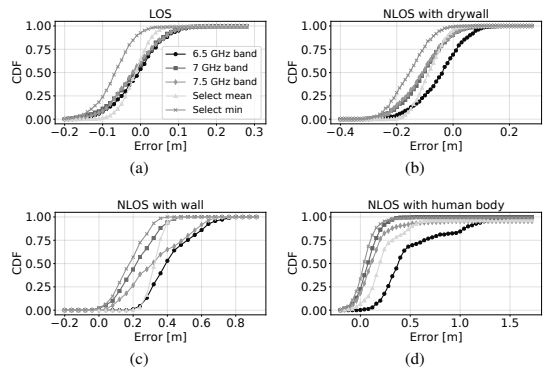 LOS
NLOS with drywall
CDF
1.00
0.75
0.50
0.25
0.00
6.5 GHz band
7 GHz band
7.5 GHz band
Select mean
Select min
−0.2 −0.1 0.0 0.1 0.2 0.3
Error [m]
(a)
CDF
1.00
0.75
0.50
0.25
0.00
−0.4 −0.2 0.0 0.2
Error [m]
(b)
NLOS with wall
NLOS with human body
CDF
1.00
0.75
0.50
0.25
0.00
−0.2 0.0 0.2 0.4 0.6 0.8
Error [m]
(c)
CDF
1.00
0.75
0.50
0.25
0.00
0.0 0.5 1.0 1.5
Error [m]
(d)